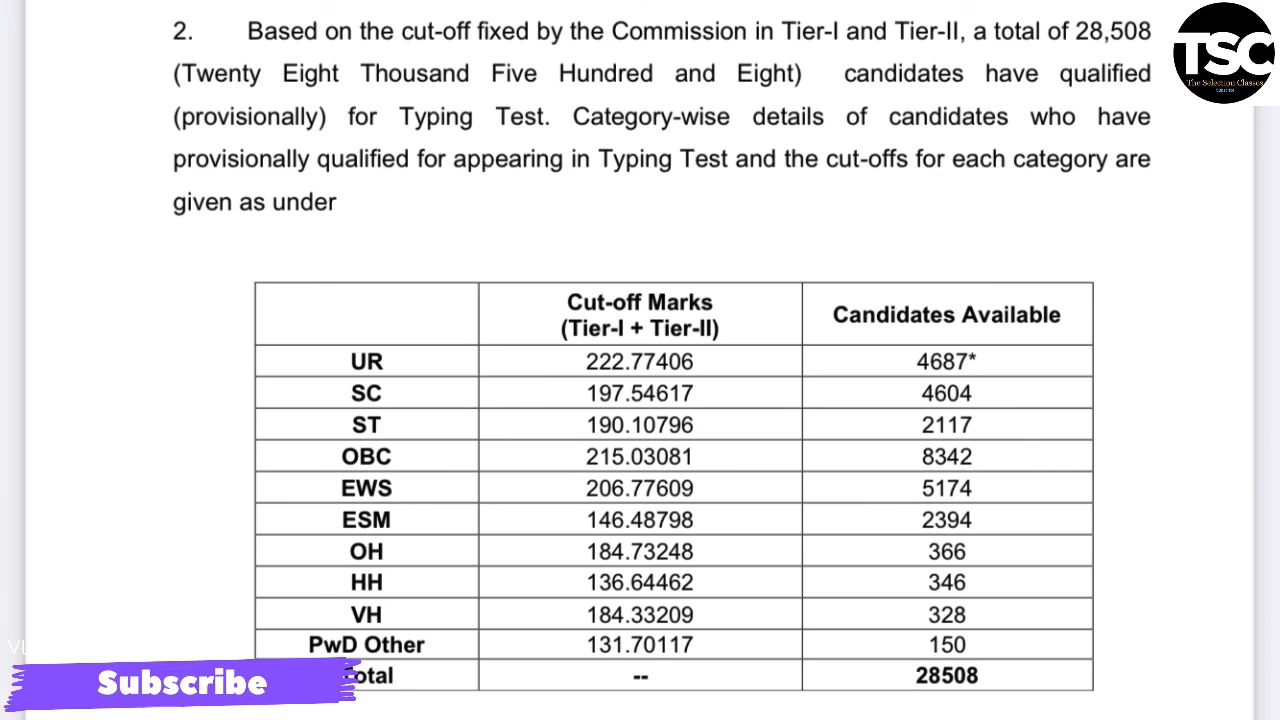 2. Based on the cut-off fixed by the Commission in Tier-I and Tier-II, a total of 28,508
(Twenty Eight Thousand Five Hundred and Eight) candidates have qualified
(provisionally) for Typing Test. Category-wise details of candidates who have
provisionally qualified for appearing in Typing Test and the cut-offs for each category are
given as under
TSC
The Selection Classes
Subscribe
Cut-off Marks
(Tier-I + Tier-II) Candidates Available
UR 222.77406 4687*
SC 197.54617 4604
ST 190.10796 2117
OBC 215.03081 8342
EWS 206.77609 5174
ESM 146.48798 2394
OH 184.73248 366
HH 136.64462 346
VH 184.33209 328
PwD Other 131.70117 150
otal -- 28508
VL
Subscribe